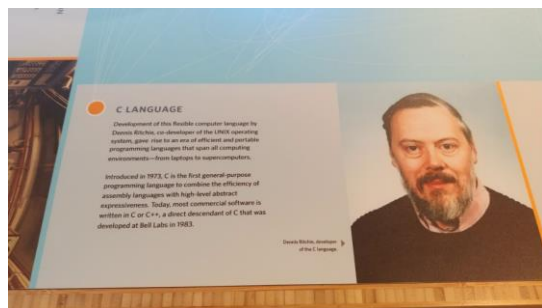 C LANGUAGE
Development of this flexible computer language by
Dennis Ritchie, co-developer of the UNIX operating
system, gave rise to an era of efficient and portable
programming languages that span all computing
environments—from laptops to supercomputers.
Introduced in 1973, C is the first general-purpose
programming language to combine the efficiency of
assembly languages with high-level abstract
expressiveness. Today, most commercial software is
written in C or C++, a direct descendant of C that was
developed at Bell Labs in 1983.
Dennis Ritchie, developer
of the C language.